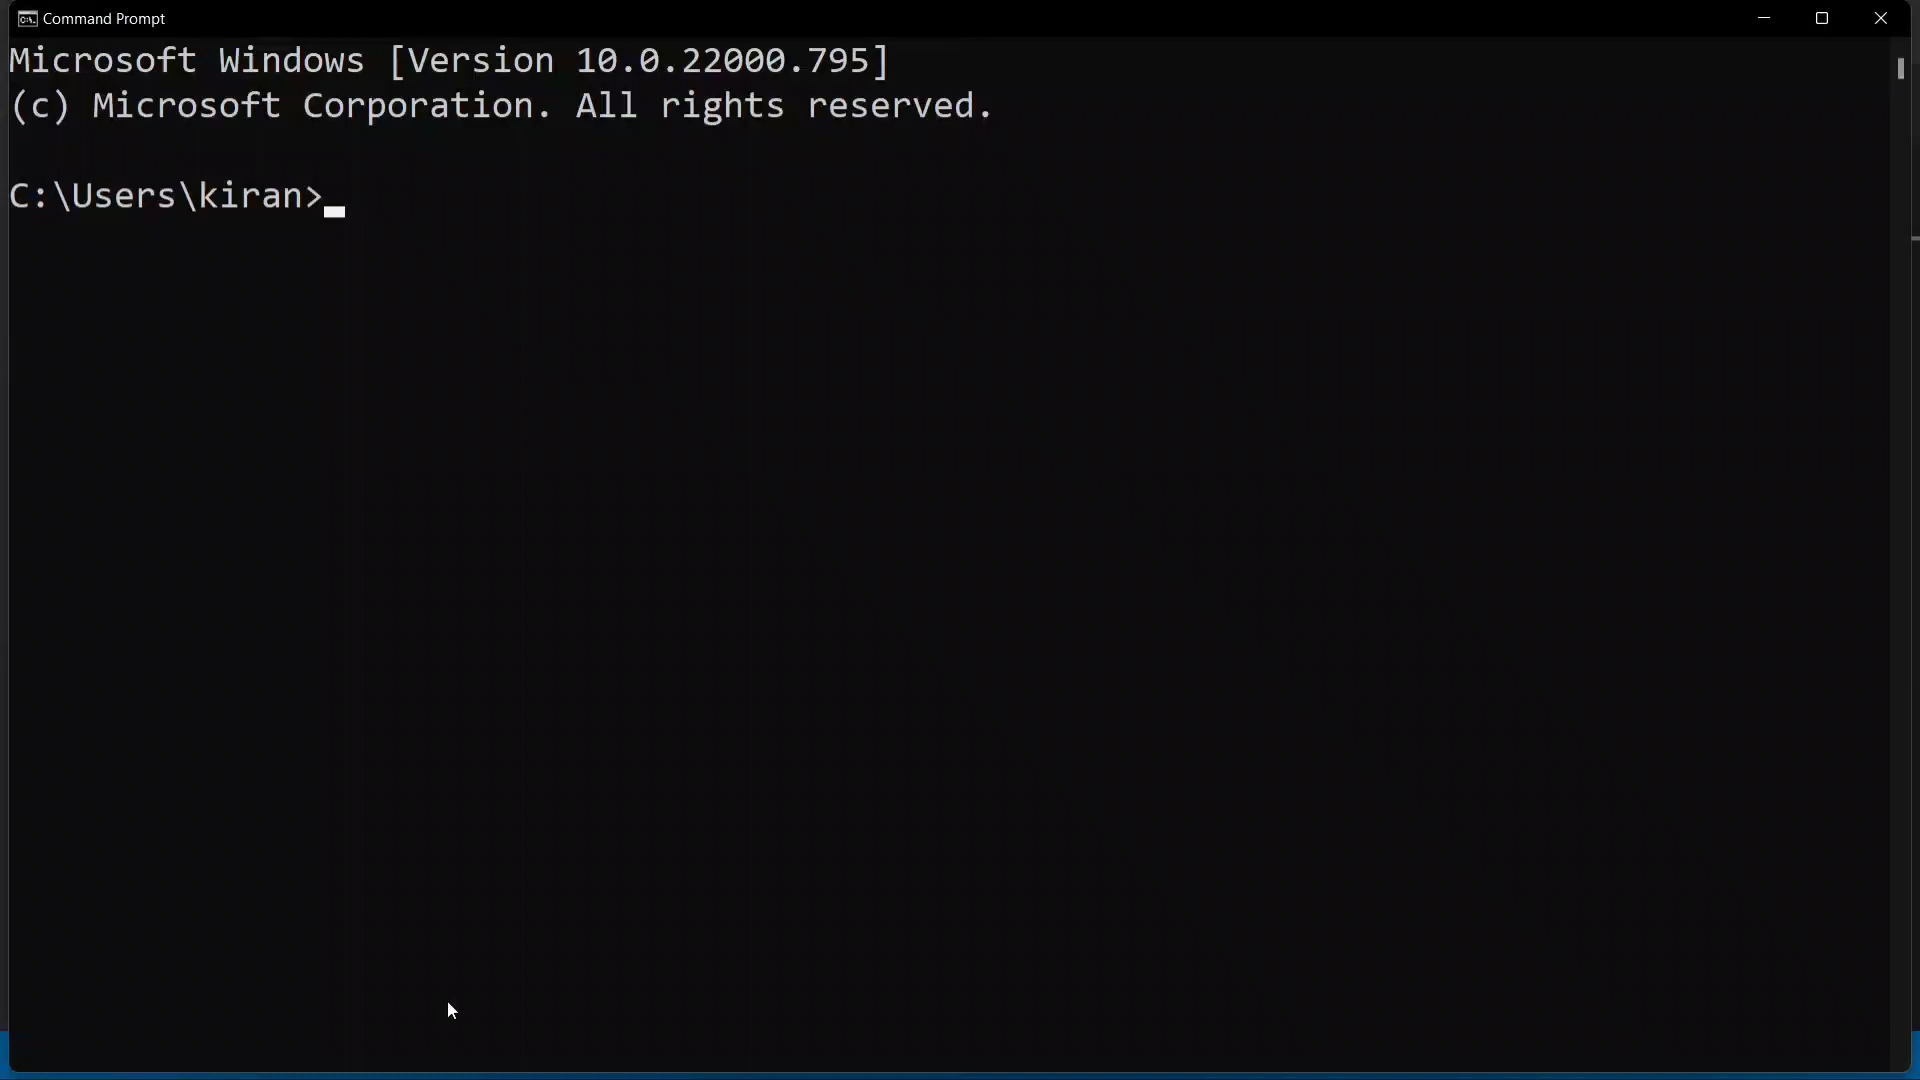 Command Prompt
Microsoft Windows [Version 10.0.22000.795]
(c) Microsoft Corporation. All rights reserved.
C:\Users\kiran>